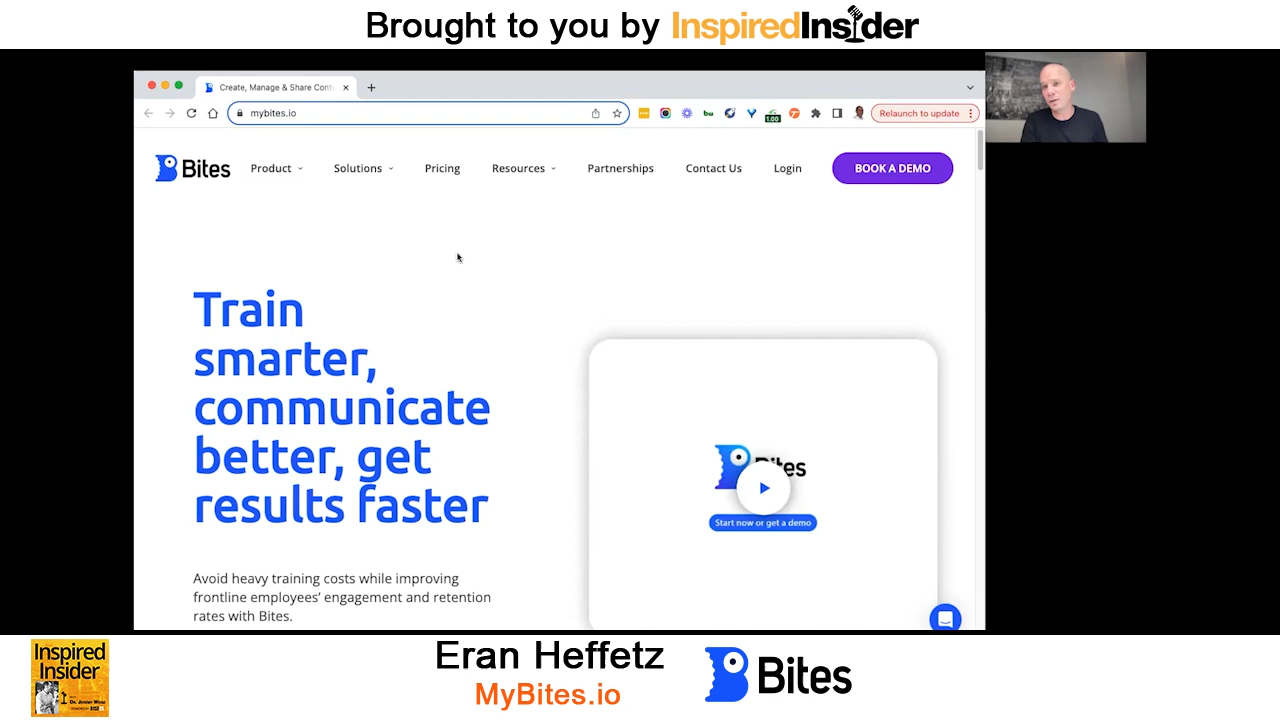 Brought to you by InspiredInsider
Create, Manage & Share Cont
mybites.io
1.00
Relaunch to update
Bites
Product
Solutions
Pricing
Resources
Partnerships
Contact Us
Login
BOOK A DEMO
Train
smarter,
communicate
better, get
results faster
Bites
Start now or get a demo
Avoid heavy training costs while improving
frontline employees' engagement and retention
rates with Bites.
Inspired
Insider
Eran Heffetz
MyBites.io
Bites